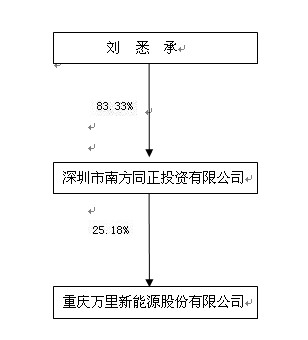 刘 悉 承
83.33%
深圳市南方同正投资有限公司
25.18%
重庆万里新能源股份有限公司